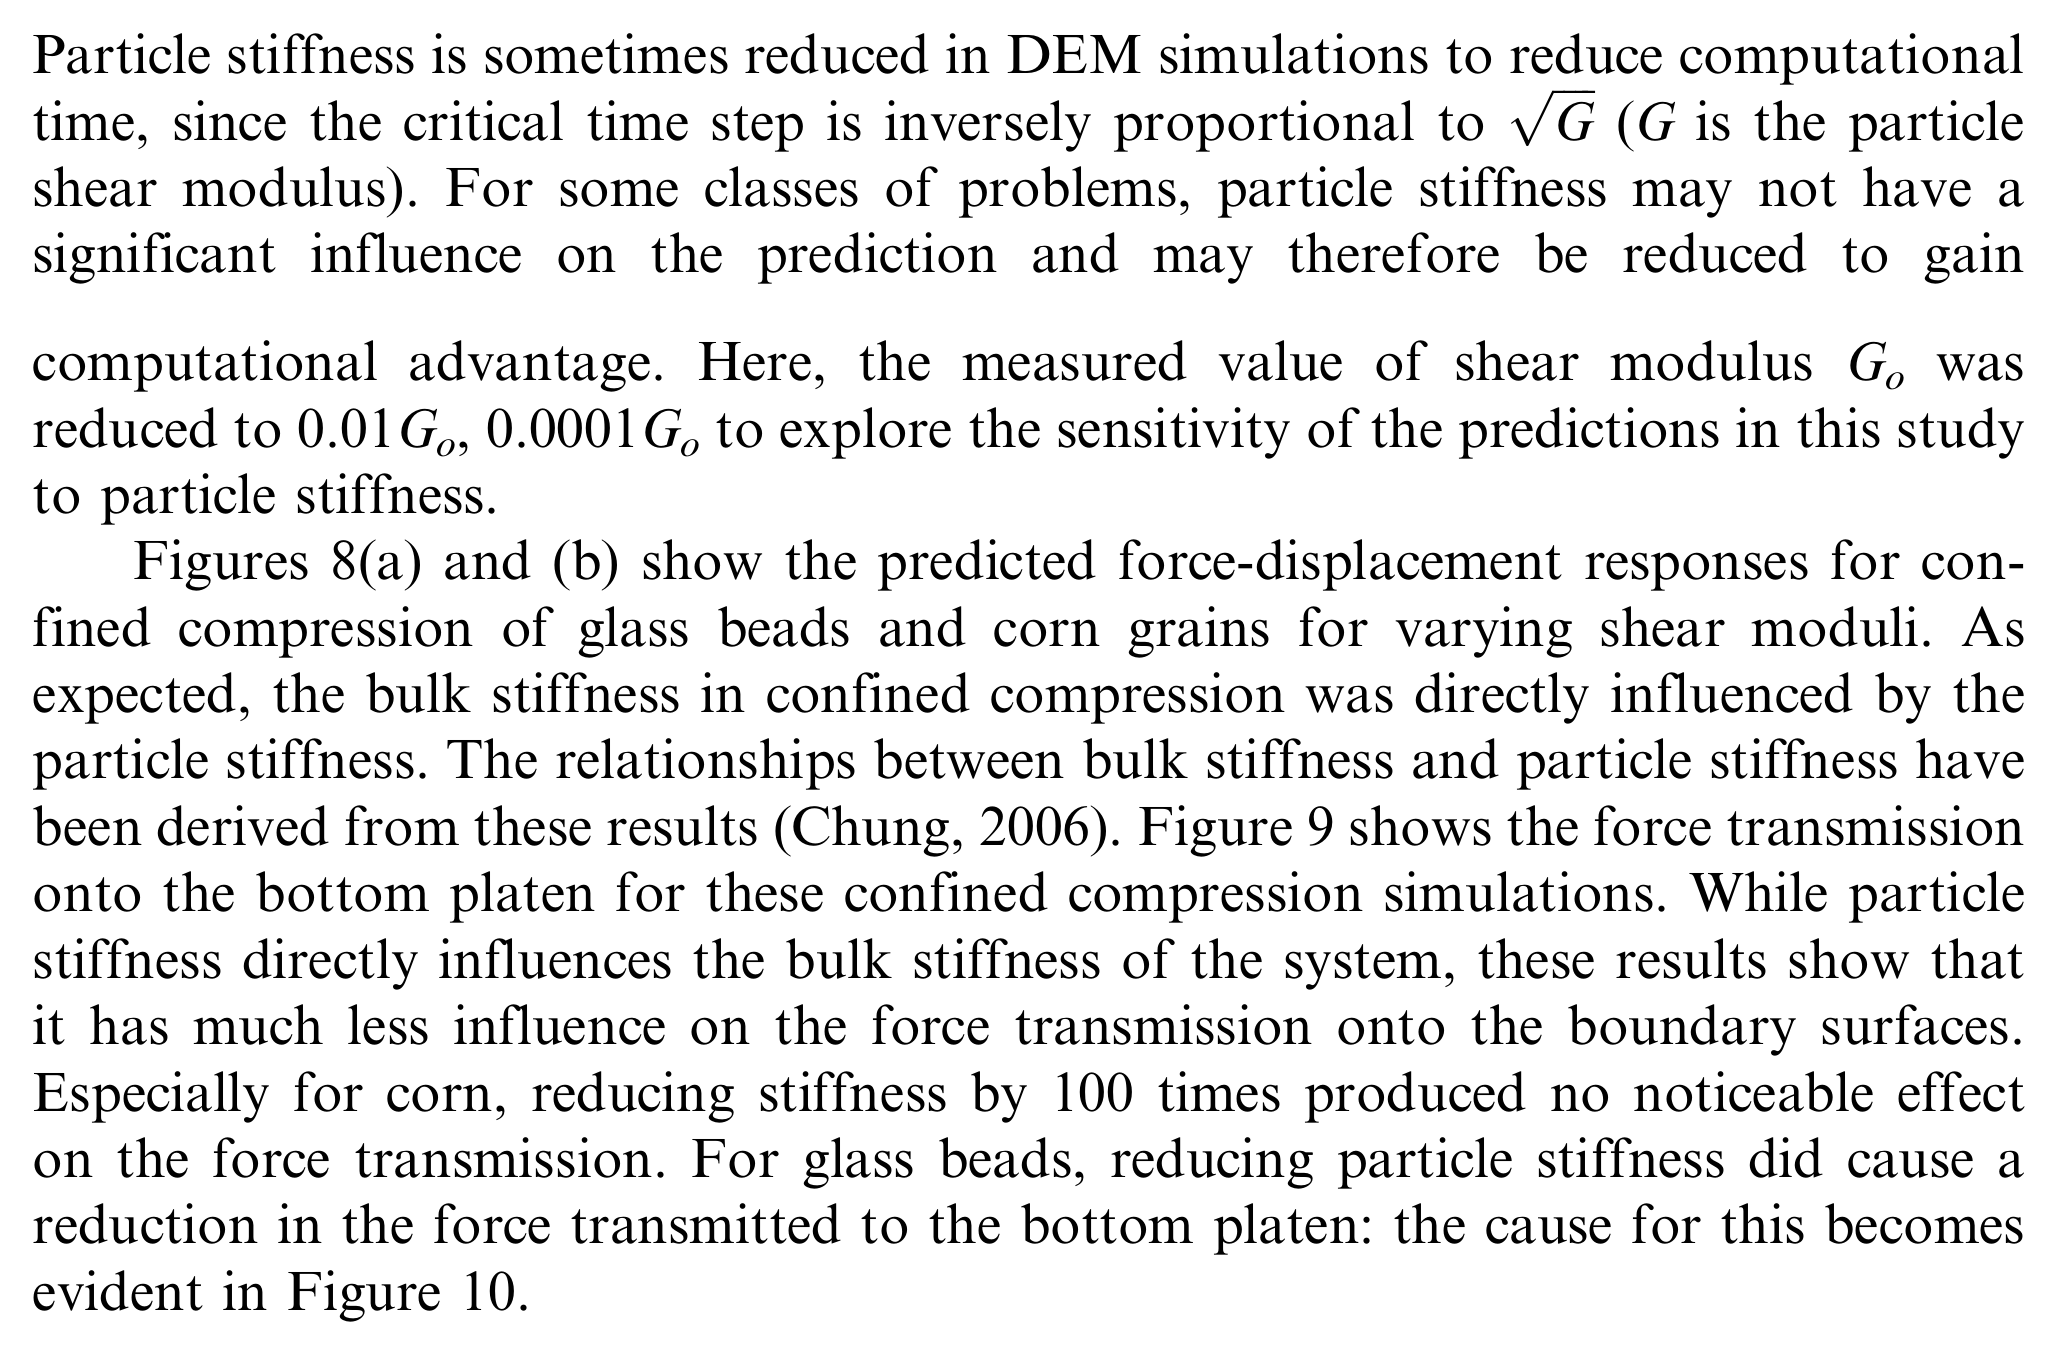 Particle stiffness is sometimes reduced in DEM simulations to reduce computational
time, since the critical time step is inversely proportional to √G (G is the particle
shear modulus). For some classes of problems, particle stiffness may not have a
significant influence on the prediction and may therefore be reduced to gain
computational advantage. Here, the measured value of shear modulus Gₒ was
reduced to 0.01Gₒ, 0.0001Gₒ to explore the sensitivity of the predictions in this study
to particle stiffness.
Figures 8(a) and (b) show the predicted force-displacement responses for con-
fined compression of glass beads and corn grains for varying shear moduli. As
expected, the bulk stiffness in confined compression was directly influenced by the
particle stiffness. The relationships between bulk stiffness and particle stiffness have
been derived from these results (Chung, 2006). Figure 9 shows the force transmission
onto the bottom platen for these confined compression simulations. While particle
stiffness directly influences the bulk stiffness of the system, these results show that
it has much less influence on the force transmission onto the boundary surfaces.
Especially for corn, reducing stiffness by 100 times produced no noticeable effect
on the force transmission. For glass beads, reducing particle stiffness did cause a
reduction in the force transmitted to the bottom platen: the cause for this becomes
evident in Figure 10.